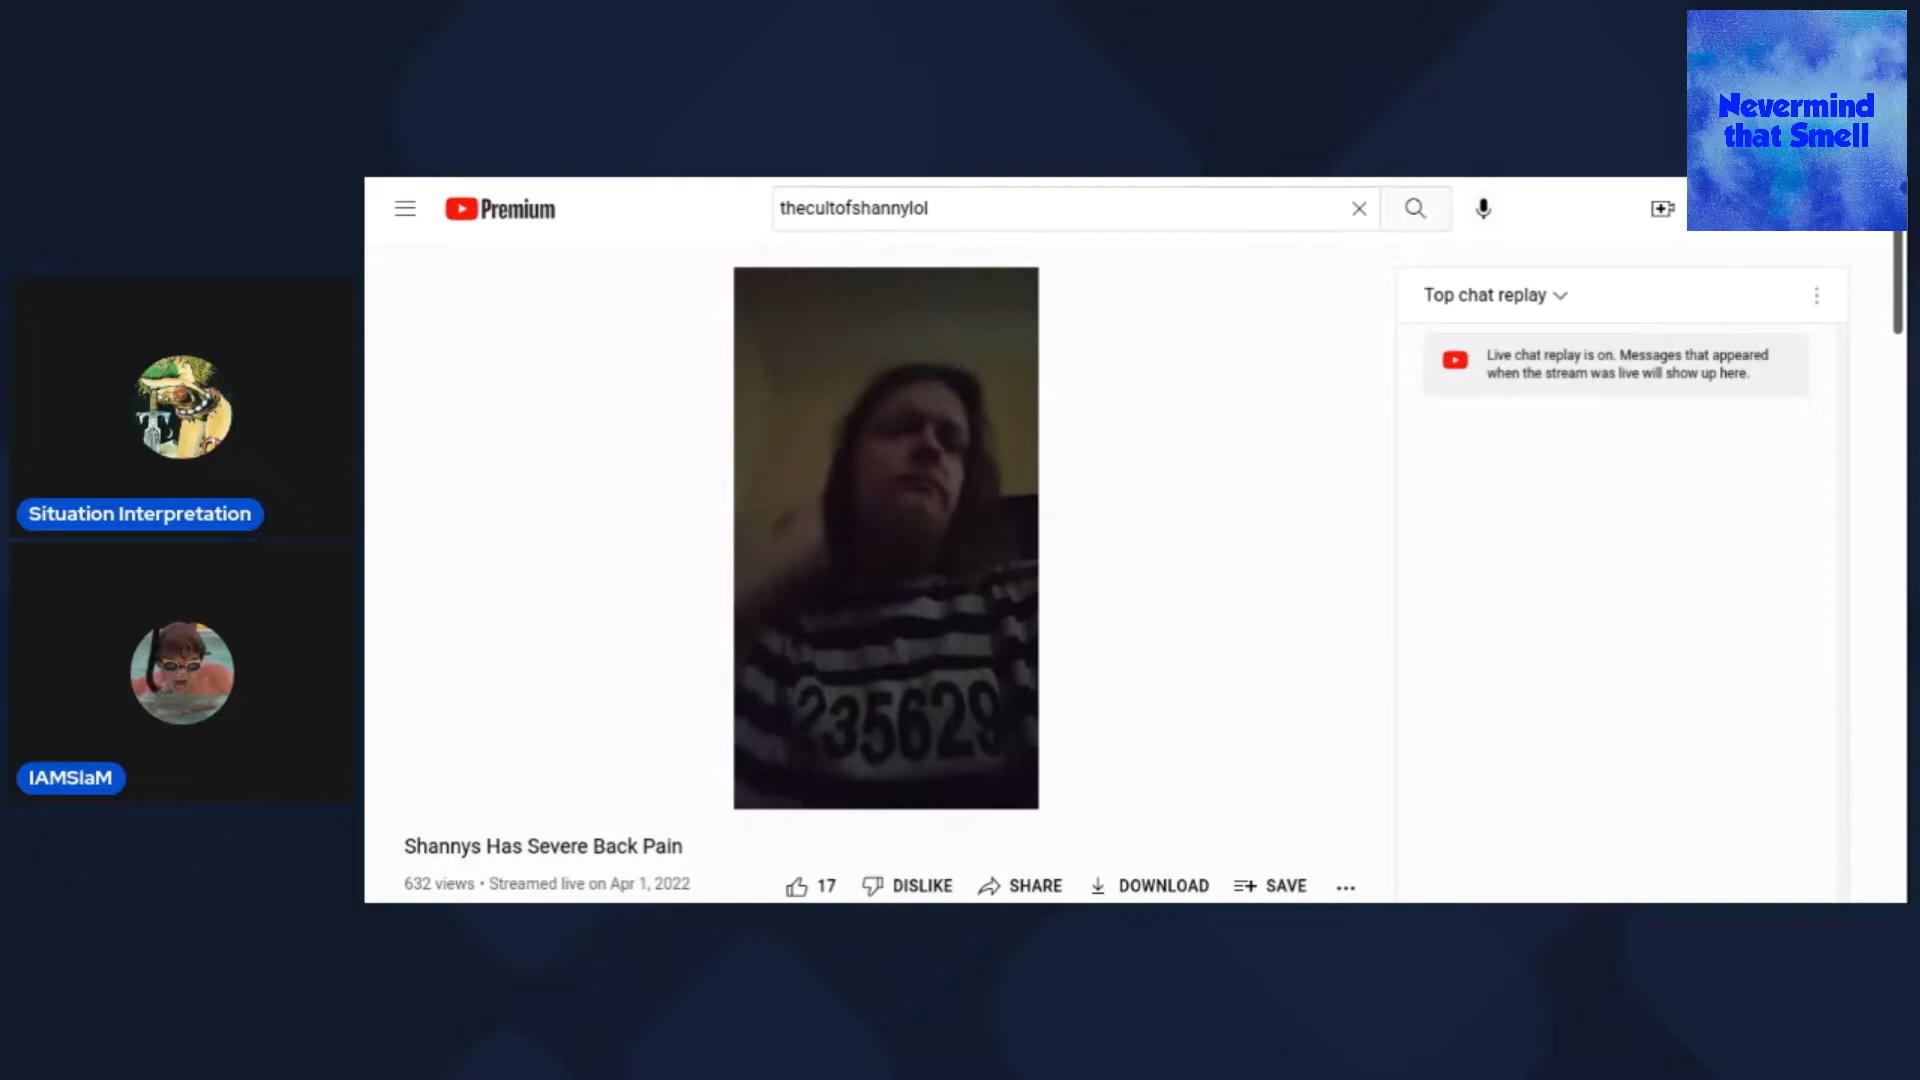 Nevermind
that Smell
Premium
thecultofshannylol
Top chat replay
Live chat replay is on. Messages that appeared
when the stream was live will show up here.
Situation Interpretation
235629
IAMSlaM
Shannys Has Severe Back Pain
632 views • Streamed live on Apr 1, 2022
17 DISLIKE SHARE DOWNLOAD SAVE